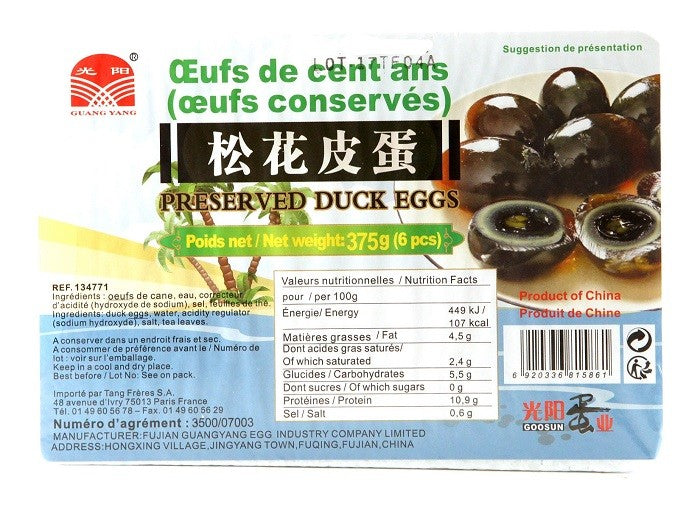 光 阳
®
GUANG YANG
LOT 17TE04A
Suggestion de présentation
Œufs de cent ans
(œufs conservés)
松花皮蛋
PRESERVED DUCK EGGS
Poids net / Net weight: 375g (6 pcs)
REF. 134771
Ingrédients : oeufs de cane, eau, correcteur
d'acidité (hydroxyde de sodium), sel, feuilles de thé.
Ingredients: duck eggs, water, acidity regulator
(sodium hydroxyde), salt, tea leaves.
A conserver dans un endroit frais et sec.
A consommer de préférence avant le / Numéro de
lot : voir sur l'emballage.
Keep in a cool and dry place.
Best before / Lot No: See on pack.
Importé par Tang Frères S.A.
48 avenue d'Ivry 75013 Paris France
Tél. 01 49 60 56 78 – Fax. 01 49 60 56 29
Numéro d'agrément : 3500/07003
MANUFACTURER:FUJIAN GUANGYANG EGG INDUSTRY COMPANY LIMITED
ADDRESS:HONGXING VILLAGE,JINGYANG TOWN,FUQING,FUJIAN,CHINA
Valeurs nutritionnelles / Nutrition Facts
pour / per 100g
Énergie/ Energy 449 kJ /
107 kcal
Matières grasses / Fat 4,5 g
Dont acides gras saturés/
Of which saturated 2,4 g
Glucides / Carbohydrates 5,5 g
Dont sucres / Of which sugars 0 g
Protéines / Protein 10,9 g
Sel / Salt 0,6 g
Product of China
Produit de Chine
6 920336 815861
光阳蛋业
GOOSUN